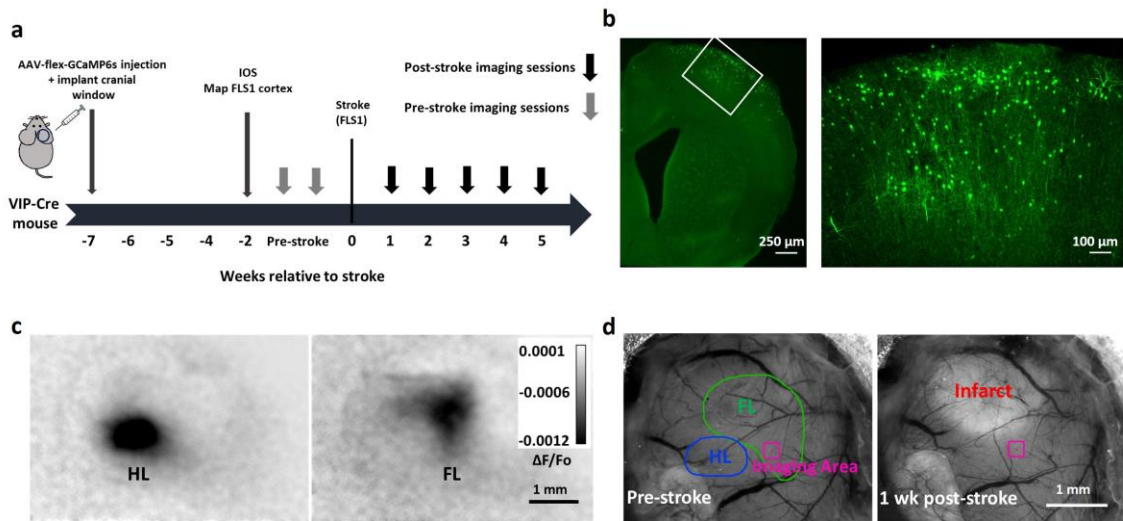 a
AAV-flex-GCaMP6s injection
+ implant cranial
window
IOS
Map FLS1 cortex
Stroke
(FLS1)
Post-stroke imaging sessions
Pre-stroke imaging sessions
VIP-Cre
mouse
-7 -6 -5 -4 -2 Pre-stroke 0 1 2 3 4 5
Weeks relative to stroke
b
250 µm
100 µm
c
HL
FL
0.0001
-0.0006
-0.0012
ΔF/Fo
1 mm
d
FL
HL
Imaging Area
Pre-stroke
Infarct
1 wk post-stroke
1 mm